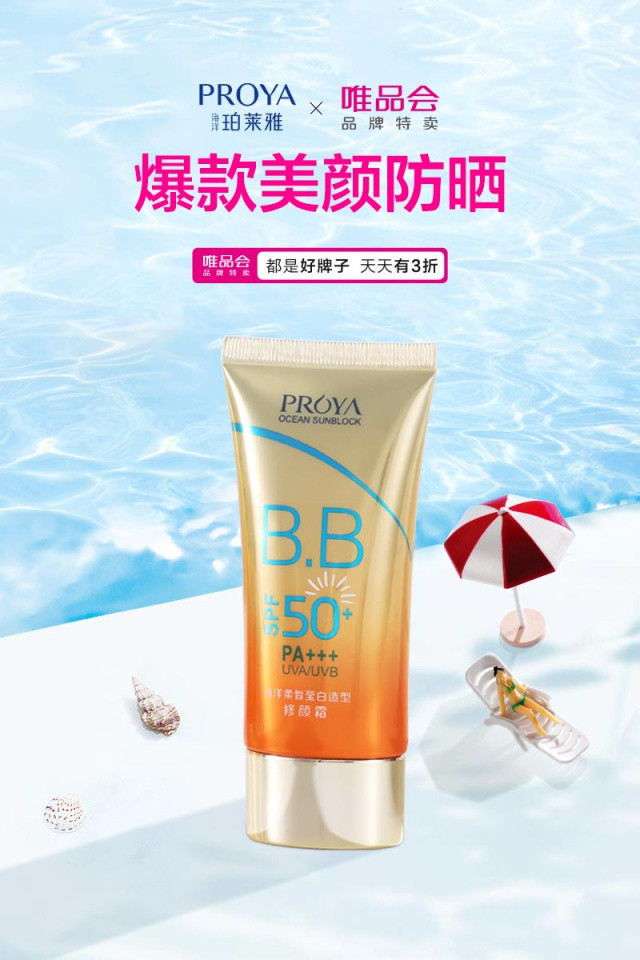 PROYA
海洋 珀莱雅
×
唯品会
品牌特卖
爆款美颜防晒
唯品会
品牌特卖
都是好牌子 天天有3折
PROYA
OCEAN SUNBLOCK
B.B
SPF 50+
PA+++
UVA/UVB
海洋柔皙莹白造型
修颜霜